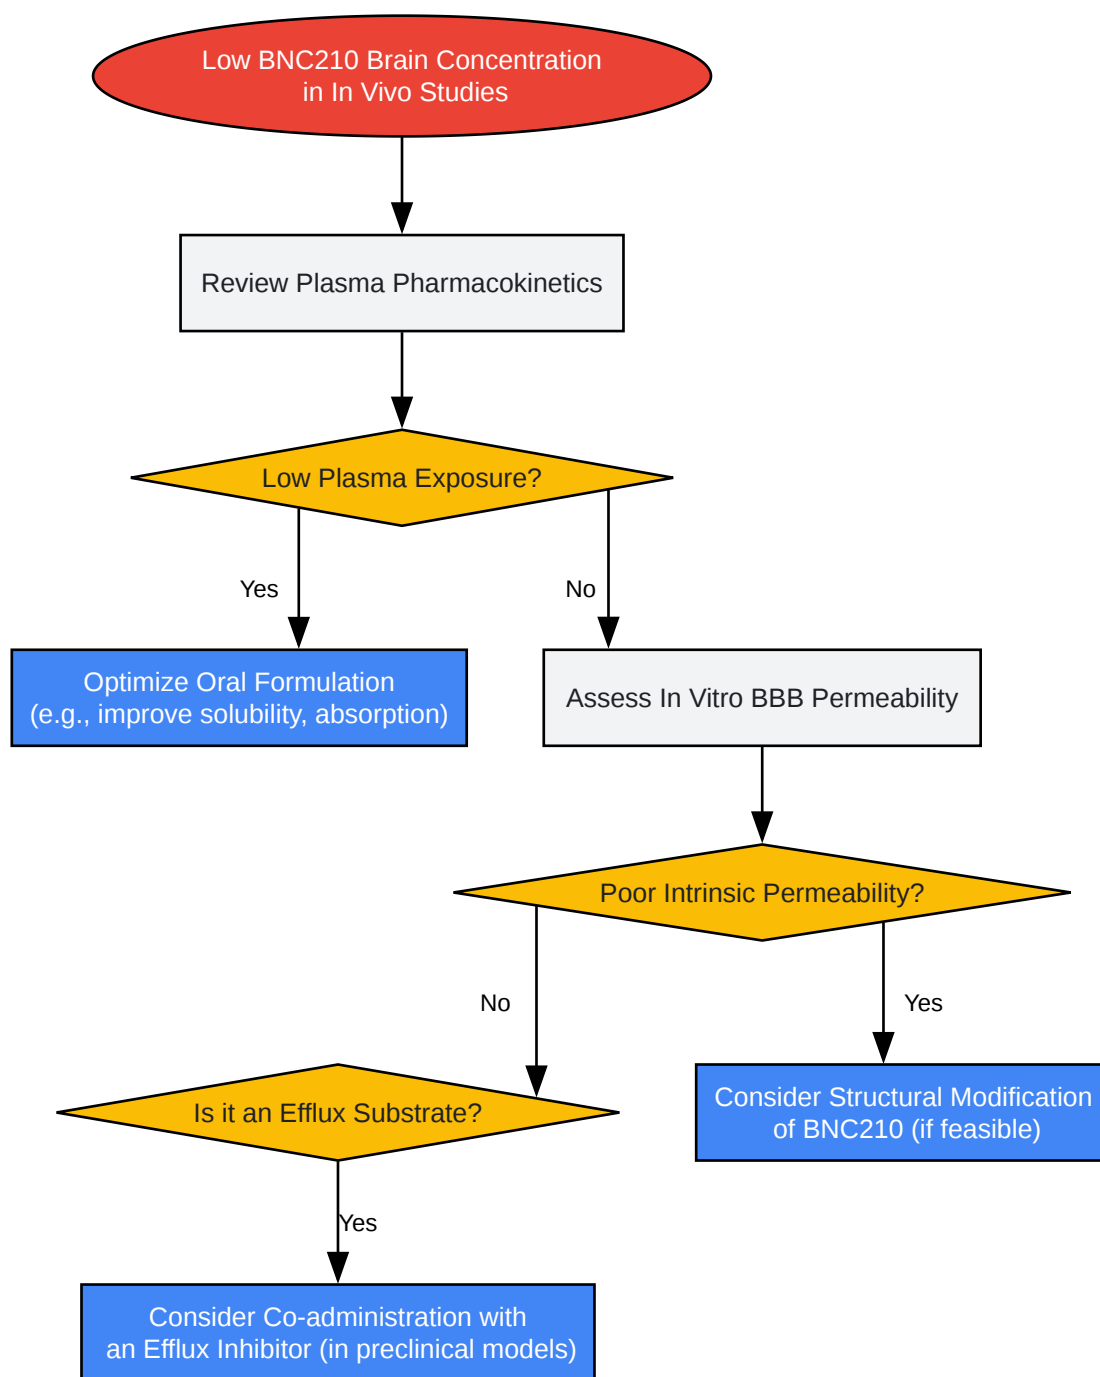 Low BNC210 Brain Concentration
in In Vivo Studies
Review Plasma Pharmacokinetics
Low Plasma Exposure?
Yes
No
Optimize Oral Formulation
(e.g., improve solubility, absorption)
Assess In Vitro BBB Permeability
Poor Intrinsic Permeability?
No
Yes
Is it an Efflux Substrate?
Consider Structural Modification
of BNC210 (if feasible)
Yes
Consider Co-administration with
an Efflux Inhibitor (in preclinical models)